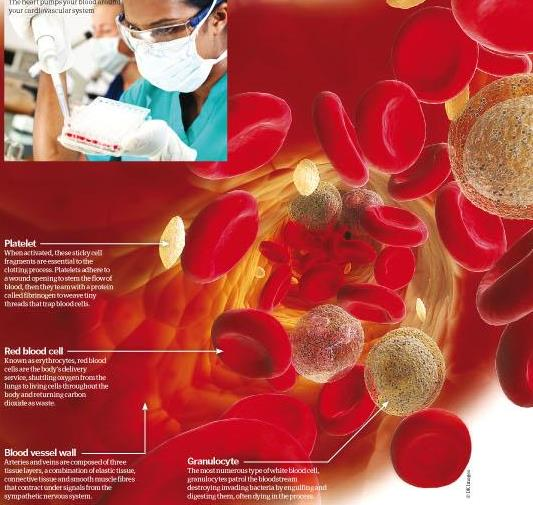 The heart pumps your blood around
your cardiovascular system
Platelet
When activated, these sticky cell
fragments are essential to the
clotting process. Platelets adhere to
a wound opening to stem the flow of
blood, then they team with a protein
called fibrinogen to weave tiny
threads that trap blood cells.
Red blood cell
Known as erythrocytes, red blood
cells are the body's delivery
service, shuttling oxygen from the
lungs to living cells throughout the
body and returning carbon
dioxide as waste.
Blood vessel wall
Arteries and veins are composed of three
tissue layers, a combination of elastic tissue,
connective tissue and smooth muscle fibres
that contract under signals from the
sympathetic nervous system.
Granulocyte
The most numerous type of white blood cell,
granulocytes patrol the bloodstream
destroying invading bacteria by engulfing and
digesting them, often dying in the process.
© DK Images